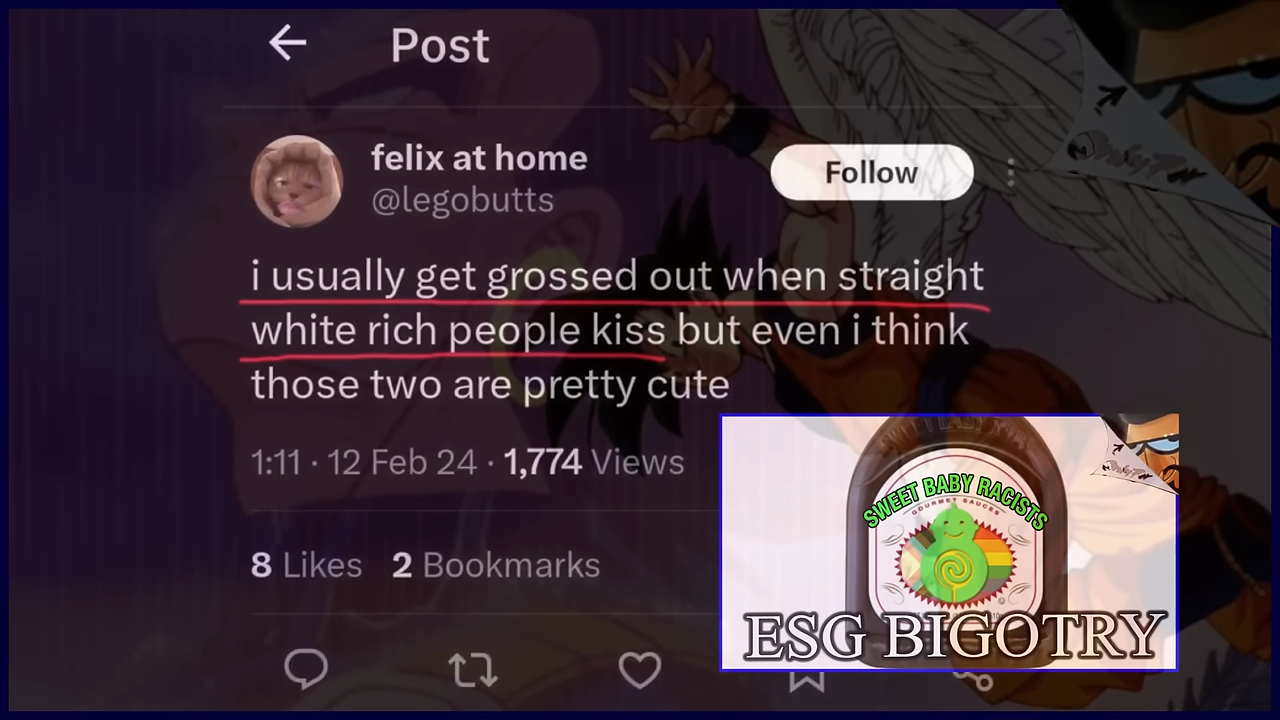 Post
felix at home
@legobutts
Follow
i usually get grossed out when straight
white rich people kiss but even i think
those two are pretty cute
1:11 · 12 Feb 24 · 1,774 Views
8 Likes 2 Bookmarks
SWEET BABY RACISTS
GOURMET SAUCES
ESG BIGOTRY